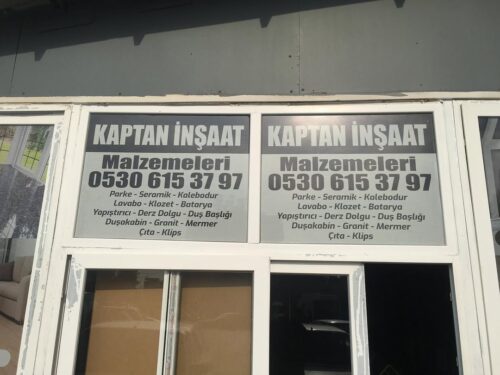 KAPTAN İNŞAAT
Malzemeleri
0530 615 37 97
Parke - Seramik - Kalebodur
Lavabo - Klozet - Batarya
Yapıştırıcı - Derz Dolgu - Duş Başlığı
Duşakabin - Granit - Mermer
Çıta - Klips
KAPTAN İNŞAAT
Malzemeleri
0530 615 37 97
Parke - Seramik - Kalebodur
Lavabo - Klozet - Batarya
Yapıştırıcı - Derz Dolgu - Duş Başlığı
Duşakabin - Granit - Mermer
Çıta - Klips